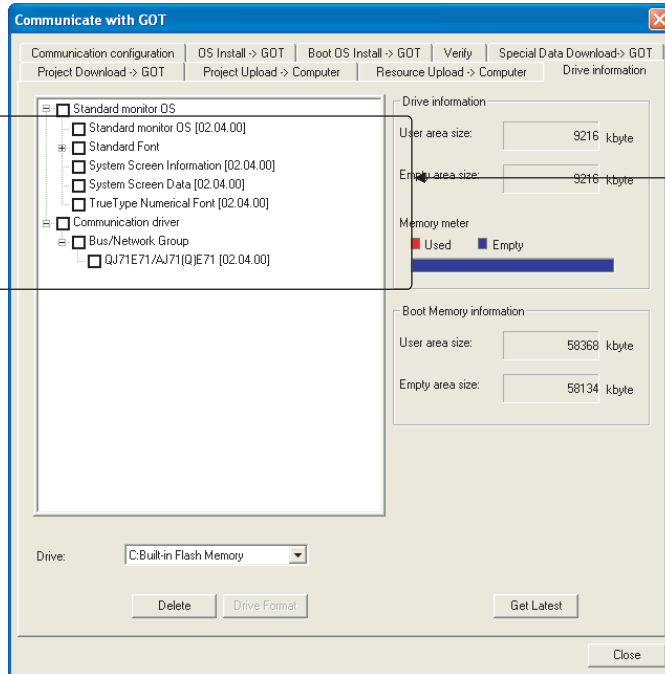 Communicate with GOT
Communication configuration OS Install -> GOT Boot OS Install -> GOT Verify Special Data Download-> GOT
Project Download -> GOT Project Upload -> Computer Resource Upload -> Computer Drive information
Standard monitor OS
Standard monitor OS [02.04.00]
Standard Font
System Screen Information [02.04.00]
System Screen Data [02.04.00]
TrueType Numerical Font [02.04.00]
Communication driver
Bus/Network Group
QJ71E71/AJ71(Q)E71 [02.04.00]
Drive information
User area size: 9216 kbyte
Empty area size: 9216 kbyte
Memory meter
Used Empty
Boot Memory information
User area size: 58368 kbyte
Empty area size: 58134 kbyte
Drive: C:Built-in Flash Memory
Delete Drive Format Get Latest
Close